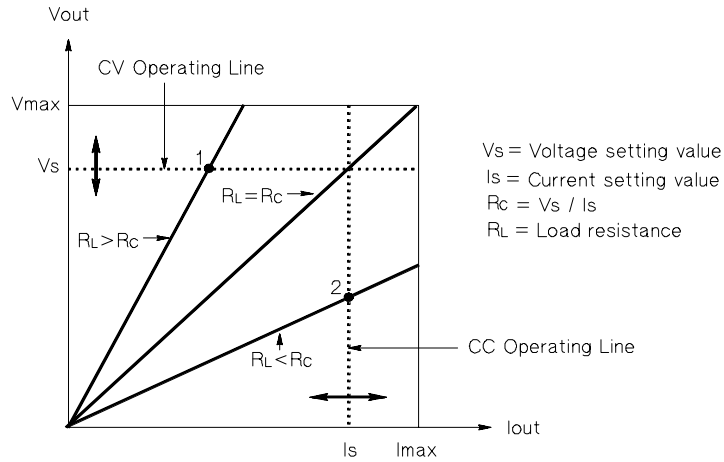 Vout
CV Operating Line
Vmax
Vs
1
RL=RC
RL>RC
Vs = Voltage setting value
Is = Current setting value
RC = Vs / Is
RL = Load resistance
2
RL<RC
CC Operating Line
Iout
Is
Imax